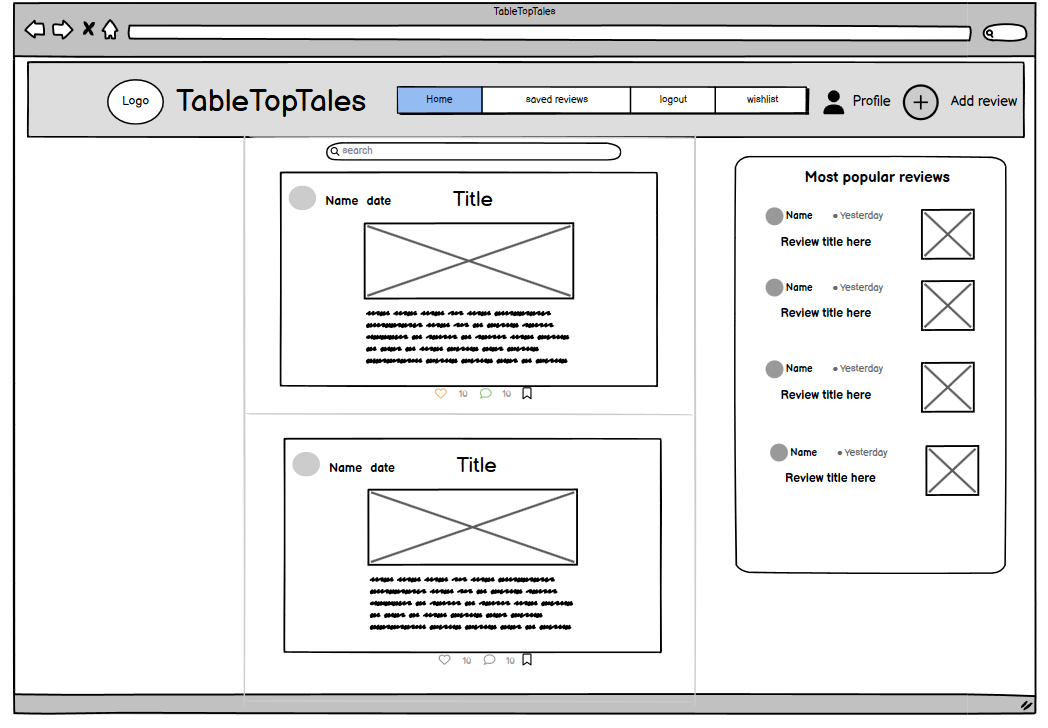 TableTopTales
Logo TableTopTales Home saved reviews logout wishlist Profile Add review
search
Name date Title
10 10
Name date Title
10 10
Most popular reviews
Name • Yesterday
Review title here
Name • Yesterday
Review title here
Name • Yesterday
Review title here
Name • Yesterday
Review title here